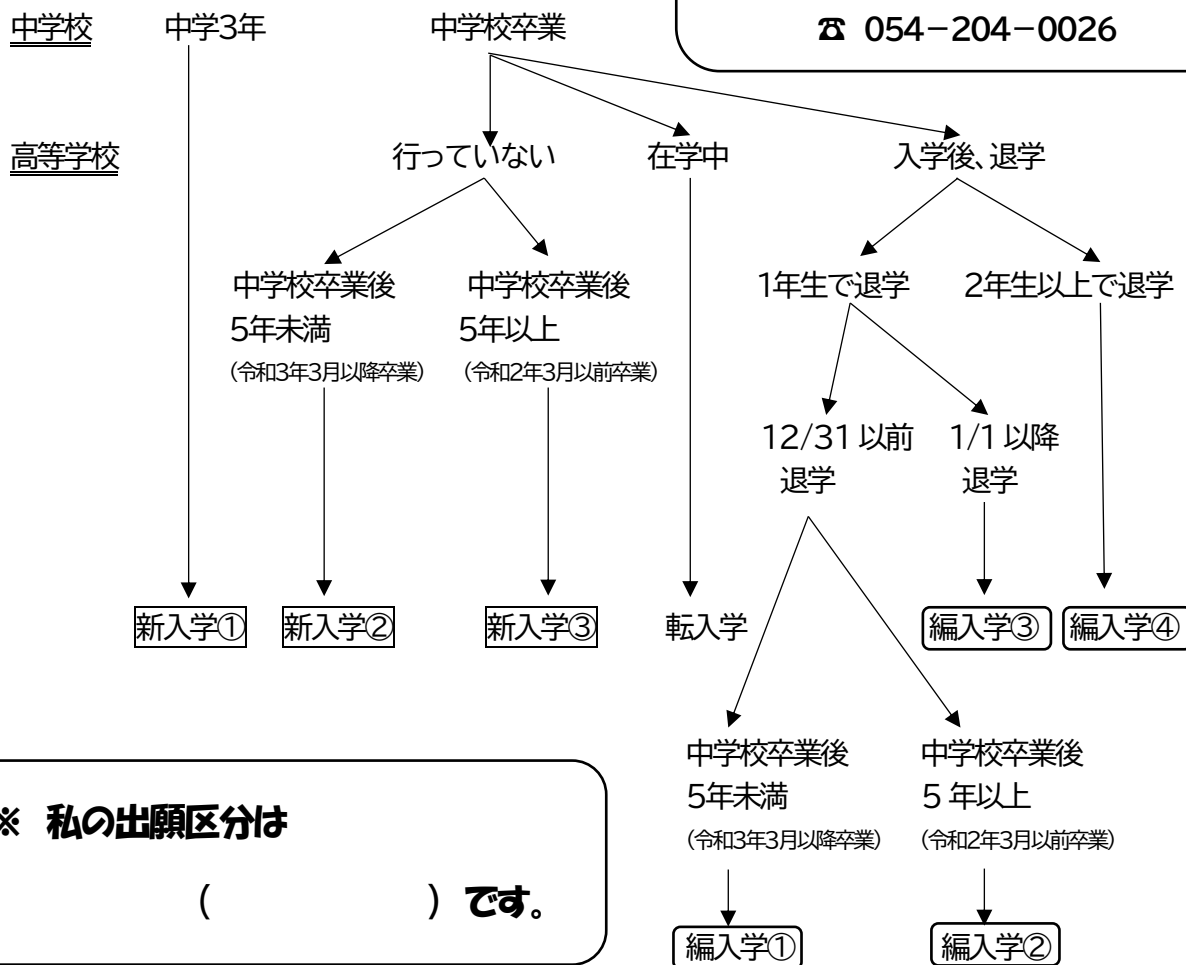 ☎ 054－204－0026
中学校 中学3年 中学校卒業
高等学校 行っていない 在学中 入学後、退学
中学校卒業後 中学校卒業後 1年生で退学 2年生以上で退学
5年未満 5年以上
（令和3年3月以降卒業） （令和2年3月以前卒業）
12/31 以前 1/1 以降
退学 退学
新入学① 新入学② 新入学③ 転入学 編入学③ 編入学④
中学校卒業後 中学校卒業後
5年未満 5 年以上
（令和3年3月以降卒業） （令和2年3月以前卒業）
編入学① 編入学②
※ 私の出願区分は
（ ）です。